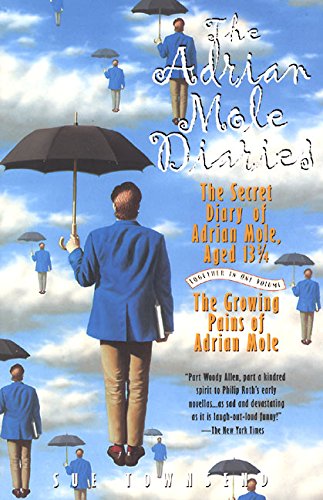 The
Adrian
Mole
Diaries
The Secret
Diary of
Adrian Mole,
Aged 13¾
TOGETHER IN ONE VOLUME
The Growing
Pains of
Adrian Mole
"Part Woody Allen, part a kindred
spirit to Philip Roth's early
novellas...as sad and devastating
as it is laugh-out-loud funny!"
—The New York Times
SUE TOWNSEND